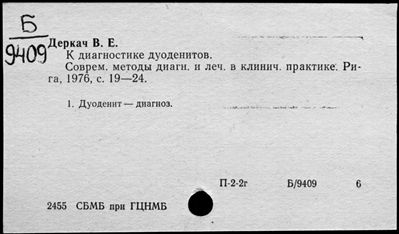 Б
9409
Деркач В. Е.
К диагностике дуоденитов.
Соврем. методы диагн. и леч. в клинич. практике. Ри-
га, 1976, с. 19—24.
1. Дуоденит — диагноз.
П-2-2г Б/9409 6
2455 СБМБ при ГЦНМБ